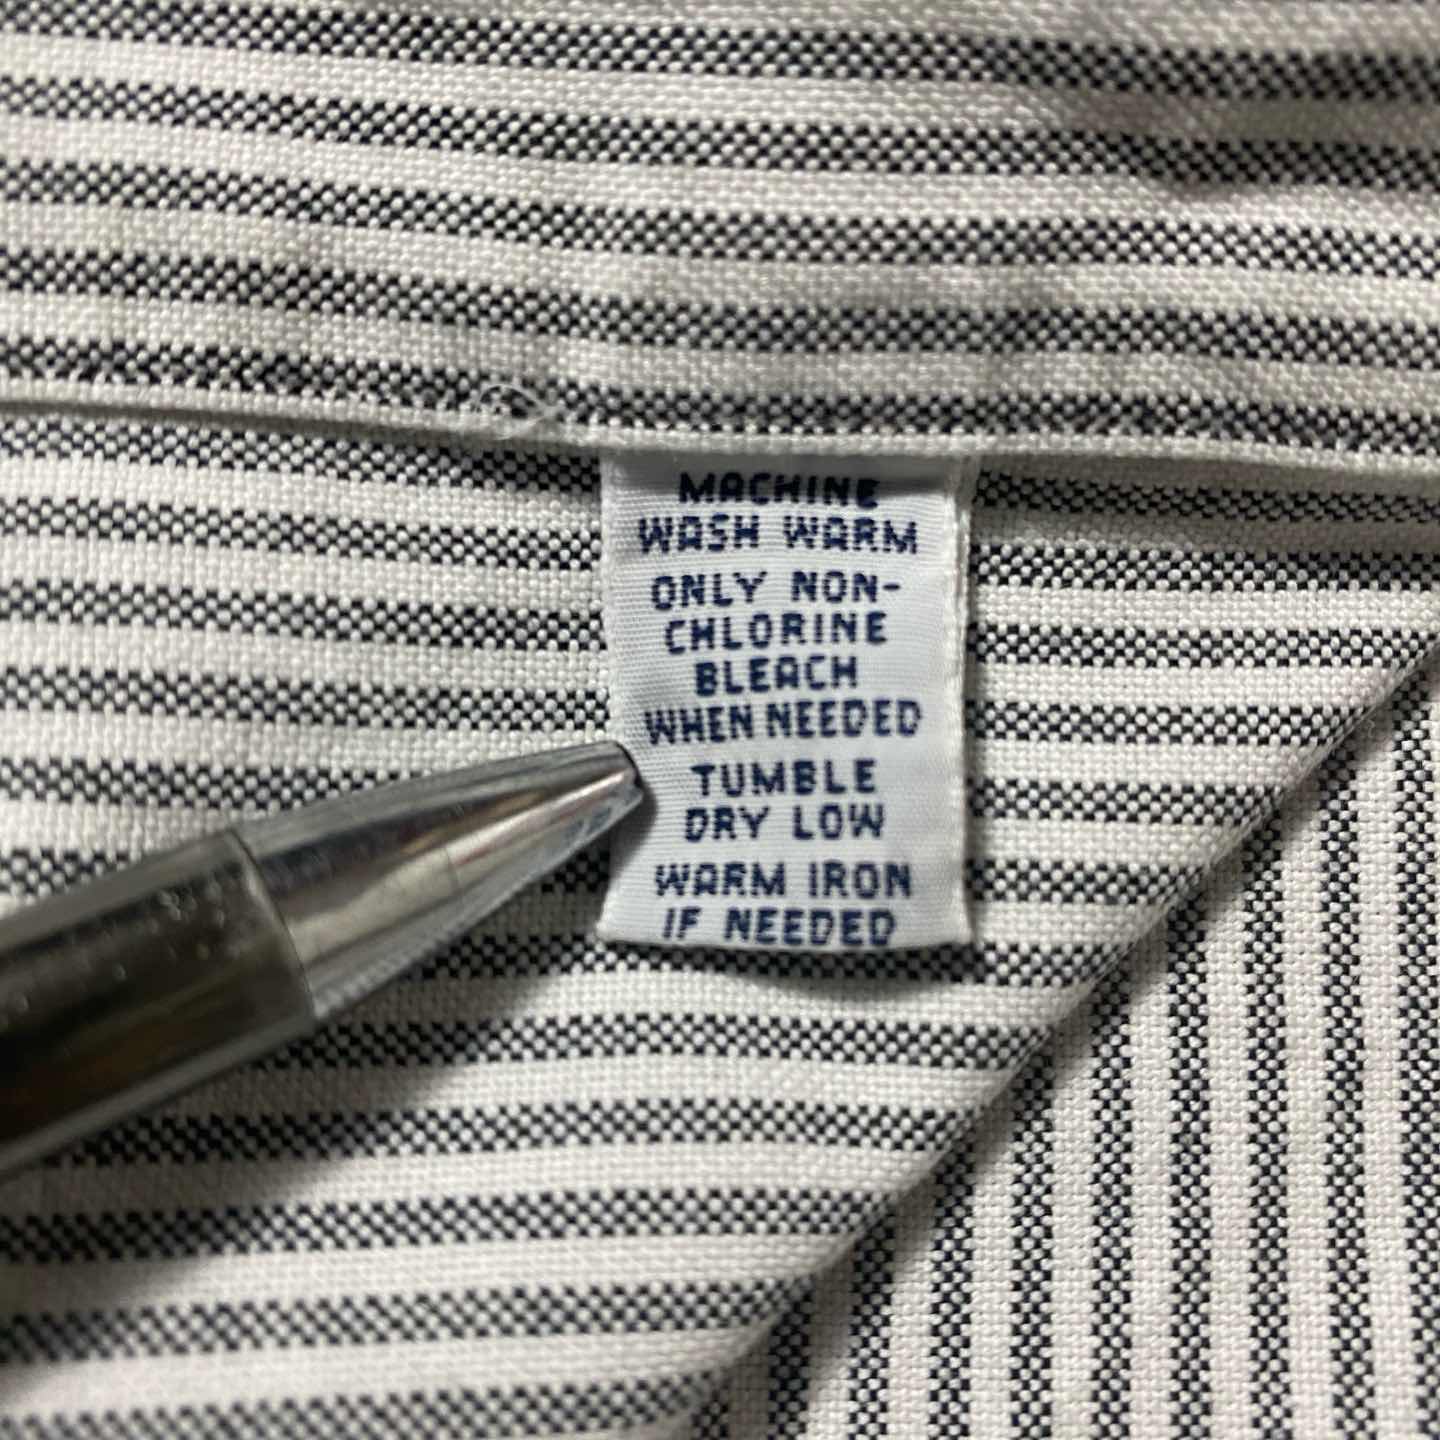 MACHINE
WASH WARM
ONLY NON-
CHLORINE
BLEACH
WHEN NEEDED
TUMBLE
DRY LOW
WARM IRON
IF NEEDED